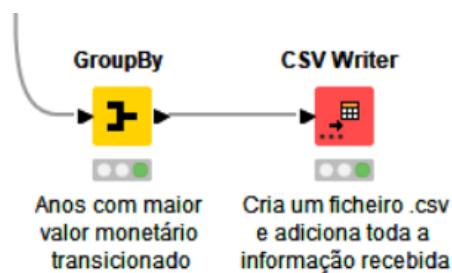 GroupBy
CSV Writer
Anos com maior
valor monetário
transicionado
Cria um ficheiro .csv
e adiciona toda a
informação recebida